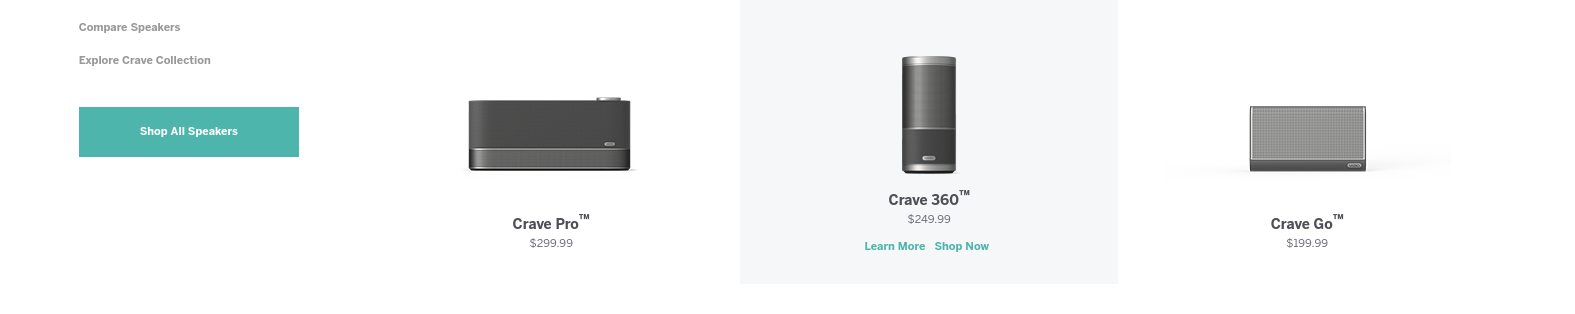 Compare Speakers
Explore Crave Collection
Shop All Speakers
Crave Pro™
$299.99
Crave 360™
$249.99
Learn More Shop Now
Crave Go™
$199.99